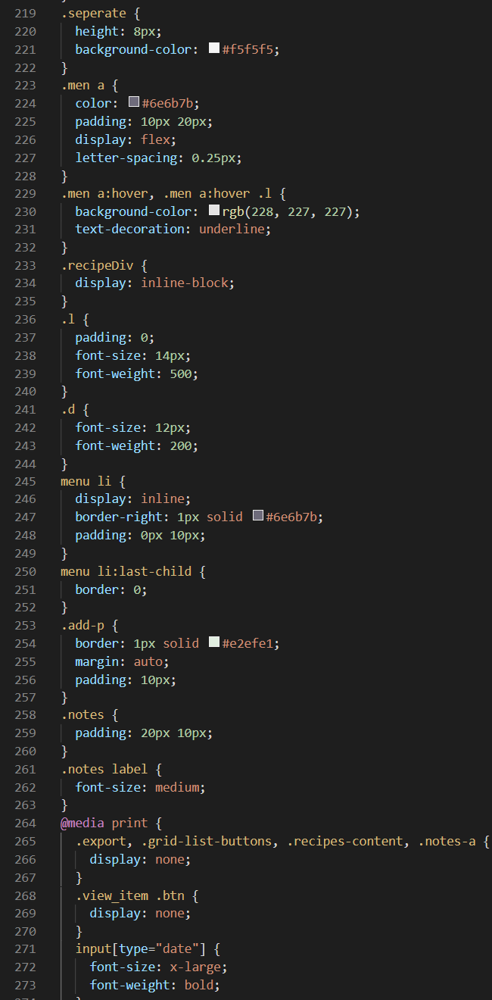 219 .seperate {
220 height: 8px;
221 background-color: #f5f5f5;
222 }
223 .men a {
224 color: #6e6b7b;
225 padding: 10px 20px;
226 display: flex;
227 letter-spacing: 0.25px;
228 }
229 .men a:hover, .men a:hover .l {
230 background-color: rgb(228, 227, 227);
231 text-decoration: underline;
232 }
233 .recipeDiv {
234 display: inline-block;
235 }
236 .l {
237 padding: 0;
238 font-size: 14px;
239 font-weight: 500;
240 }
241 .d {
242 font-size: 12px;
243 font-weight: 200;
244 }
245 menu li {
246 display: inline;
247 border-right: 1px solid #6e6b7b;
248 padding: 0px 10px;
249 }
250 menu li:last-child {
251 border: 0;
252 }
253 .add-p {
254 border: 1px solid #e2efe1;
255 margin: auto;
256 padding: 10px;
257 }
258 .notes {
259 padding: 20px 10px;
260 }
261 .notes label {
262 font-size: medium;
263 }
264 @media print {
265 .export, .grid-list-buttons, .recipes-content, .notes-a {
266 display: none;
267 }
268 .view_item .btn {
269 display: none;
270 }
271 input[type="date"] {
272 font-size: x-large;
273 font-weight: bold;